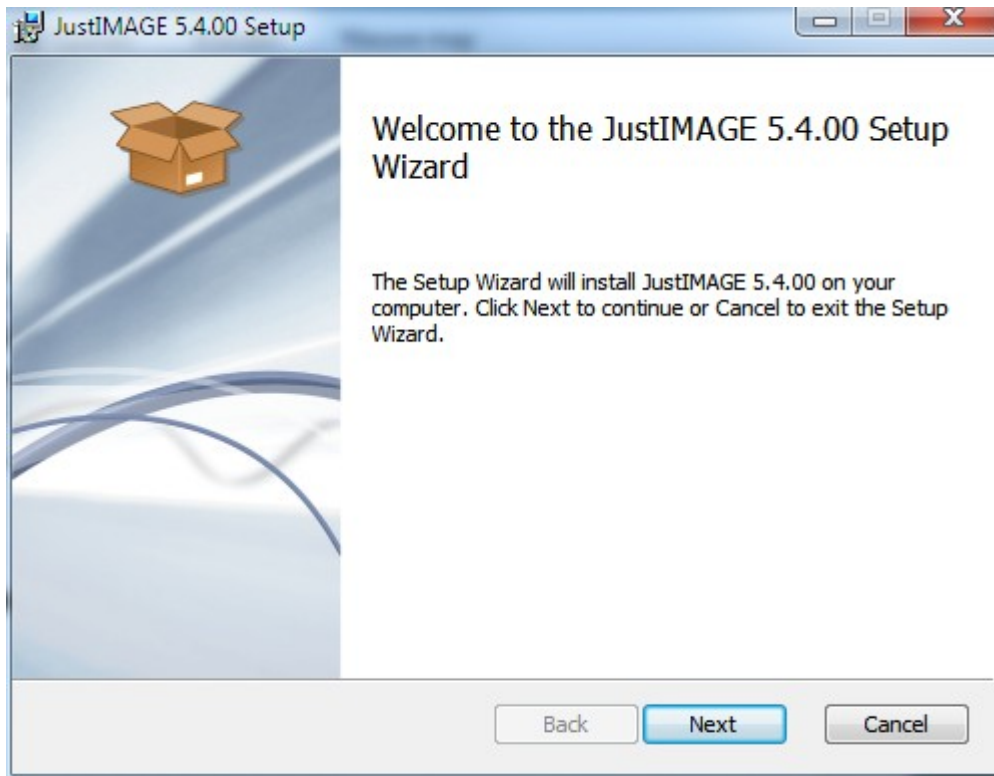 JustIMAGE 5.4.00 Setup
Welcome to the JustIMAGE 5.4.00 Setup
Wizard
The Setup Wizard will install JustIMAGE 5.4.00 on your
computer. Click Next to continue or Cancel to exit the Setup
Wizard.
Back Next Cancel